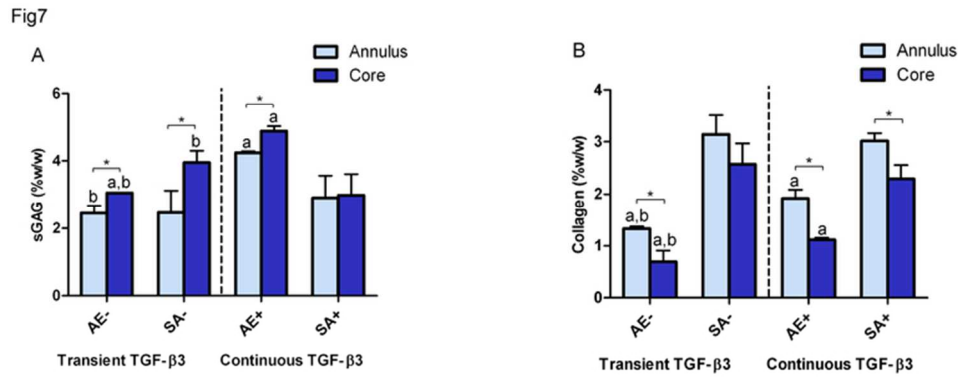 Fig7
A
Annulus
Core
sGAG (%w/w)
6
4
2
0
*
*
*
b
a,b
b
a
a
AE-
SA-
AE+
SA+
Transient TGF-β3
Continuous TGF-β3
B
Annulus
Core
Collagen (%w/w)
4
3
2
1
0
*
*
*
a,b
a,b
a
a
AE-
SA-
AE+
SA+
Transient TGF-β3
Continuous TGF-β3